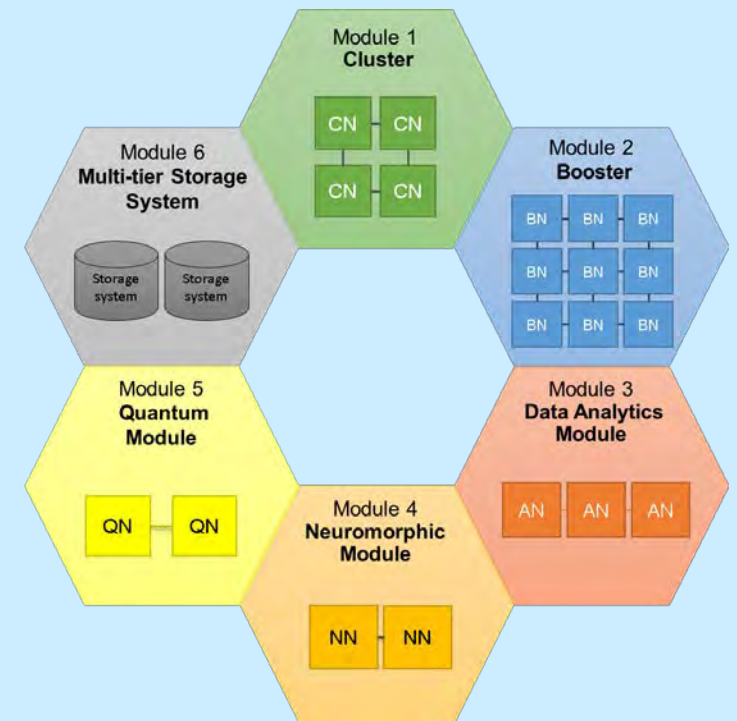 Module 1
Cluster
CN CN
CN CN
Module 2
Booster
BN BN BN
BN BN BN
BN BN BN
Module 3
Data Analytics
Module
AN AN AN
Module 4
Neuromorphic
Module
NN NN
Module 5
Quantum
Module
QN QN
Module 6
Multi-tier Storage
System
Storage Storage
system system